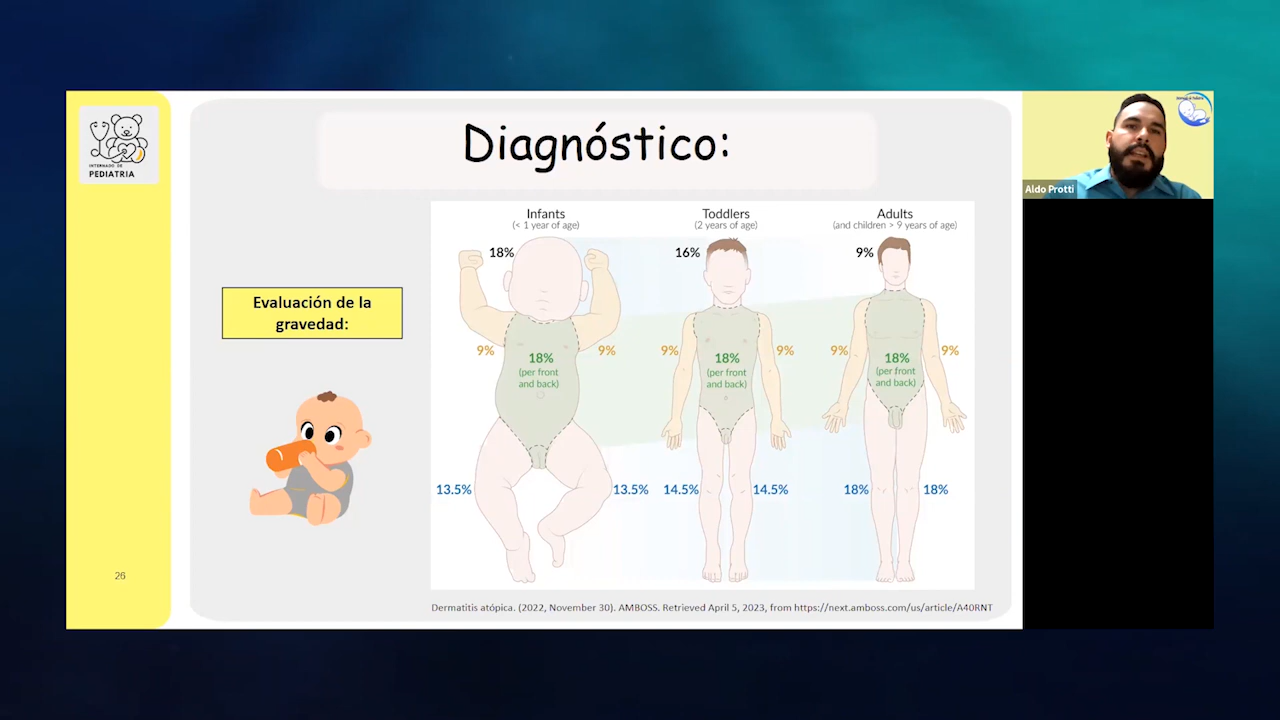 INTERNADO DE
PEDIATRIA
Diagnóstico:
Evaluación de la
gravedad:
26
Infants
(< 1 year of age)
Toddlers
(2 years of age)
Adults
(and children > 9 years of age)
18%
16%
9%
9%
9%
9%
9%
9%
9%
18%
(per front
and back)
18%
(per front
and back)
18%
(per front
and back)
13.5%
13.5%
14.5%
14.5%
18%
18%
Dermatitis atópica. (2022, November 30). AMBOSS. Retrieved April 5, 2023, from https://next.amboss.com/us/article/A40RNT
Aldo Protti